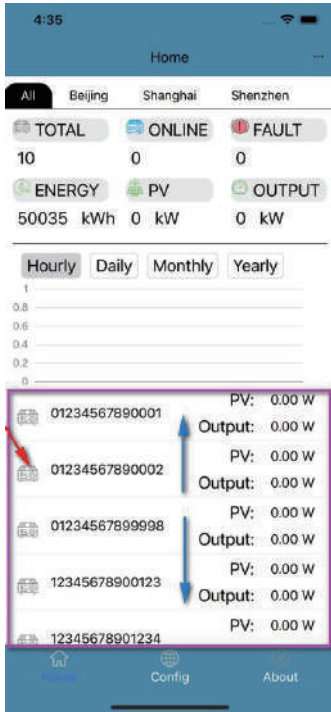 4:35
Home
All Beijing Shanghai Shenzhen
TOTAL ONLINE FAULT
10 0 0
ENERGY PV OUTPUT
50035 kWh 0 kW 0 kW
Hourly Daily Monthly Yearly
1
0.8
0.6
0.4
0.2
0
01234567890001 PV: 0.00 W
Output: 0.00 W
01234567890002 PV: 0.00 W
Output: 0.00 W
01234567899998 PV: 0.00 W
Output: 0.00 W
12345678900123 PV: 0.00 W
Output: 0.00 W
12345678901234 PV: 0.00 W
Home Config About